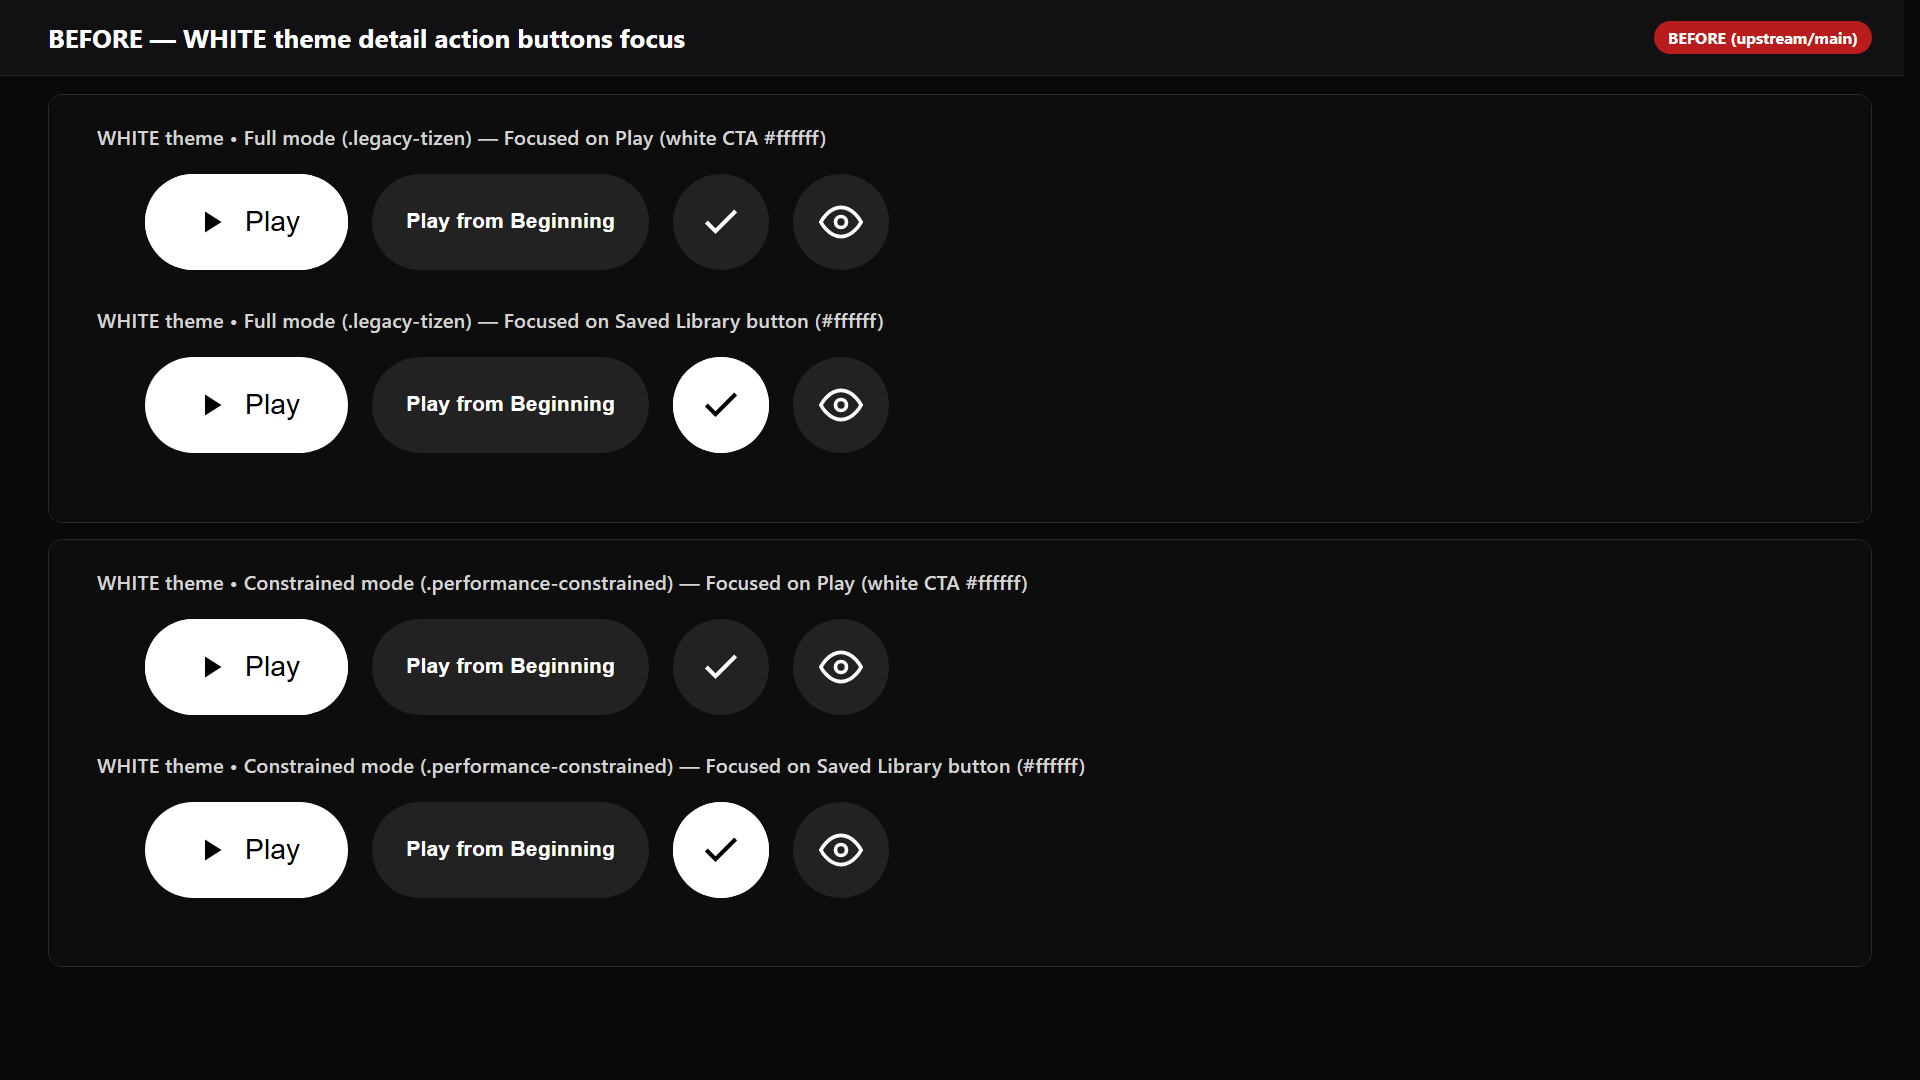 BEFORE — WHITE theme detail action buttons focus
BEFORE (upstream/main)
WHITE theme • Full mode (.legacy-tizen) — Focused on Play (white CTA #ffffff)
Play
Play from Beginning
WHITE theme • Full mode (.legacy-tizen) — Focused on Saved Library button (#ffffff)
Play
Play from Beginning
WHITE theme • Constrained mode (.performance-constrained) — Focused on Play (white CTA #ffffff)
Play
Play from Beginning
WHITE theme • Constrained mode (.performance-constrained) — Focused on Saved Library button (#ffffff)
Play
Play from Beginning